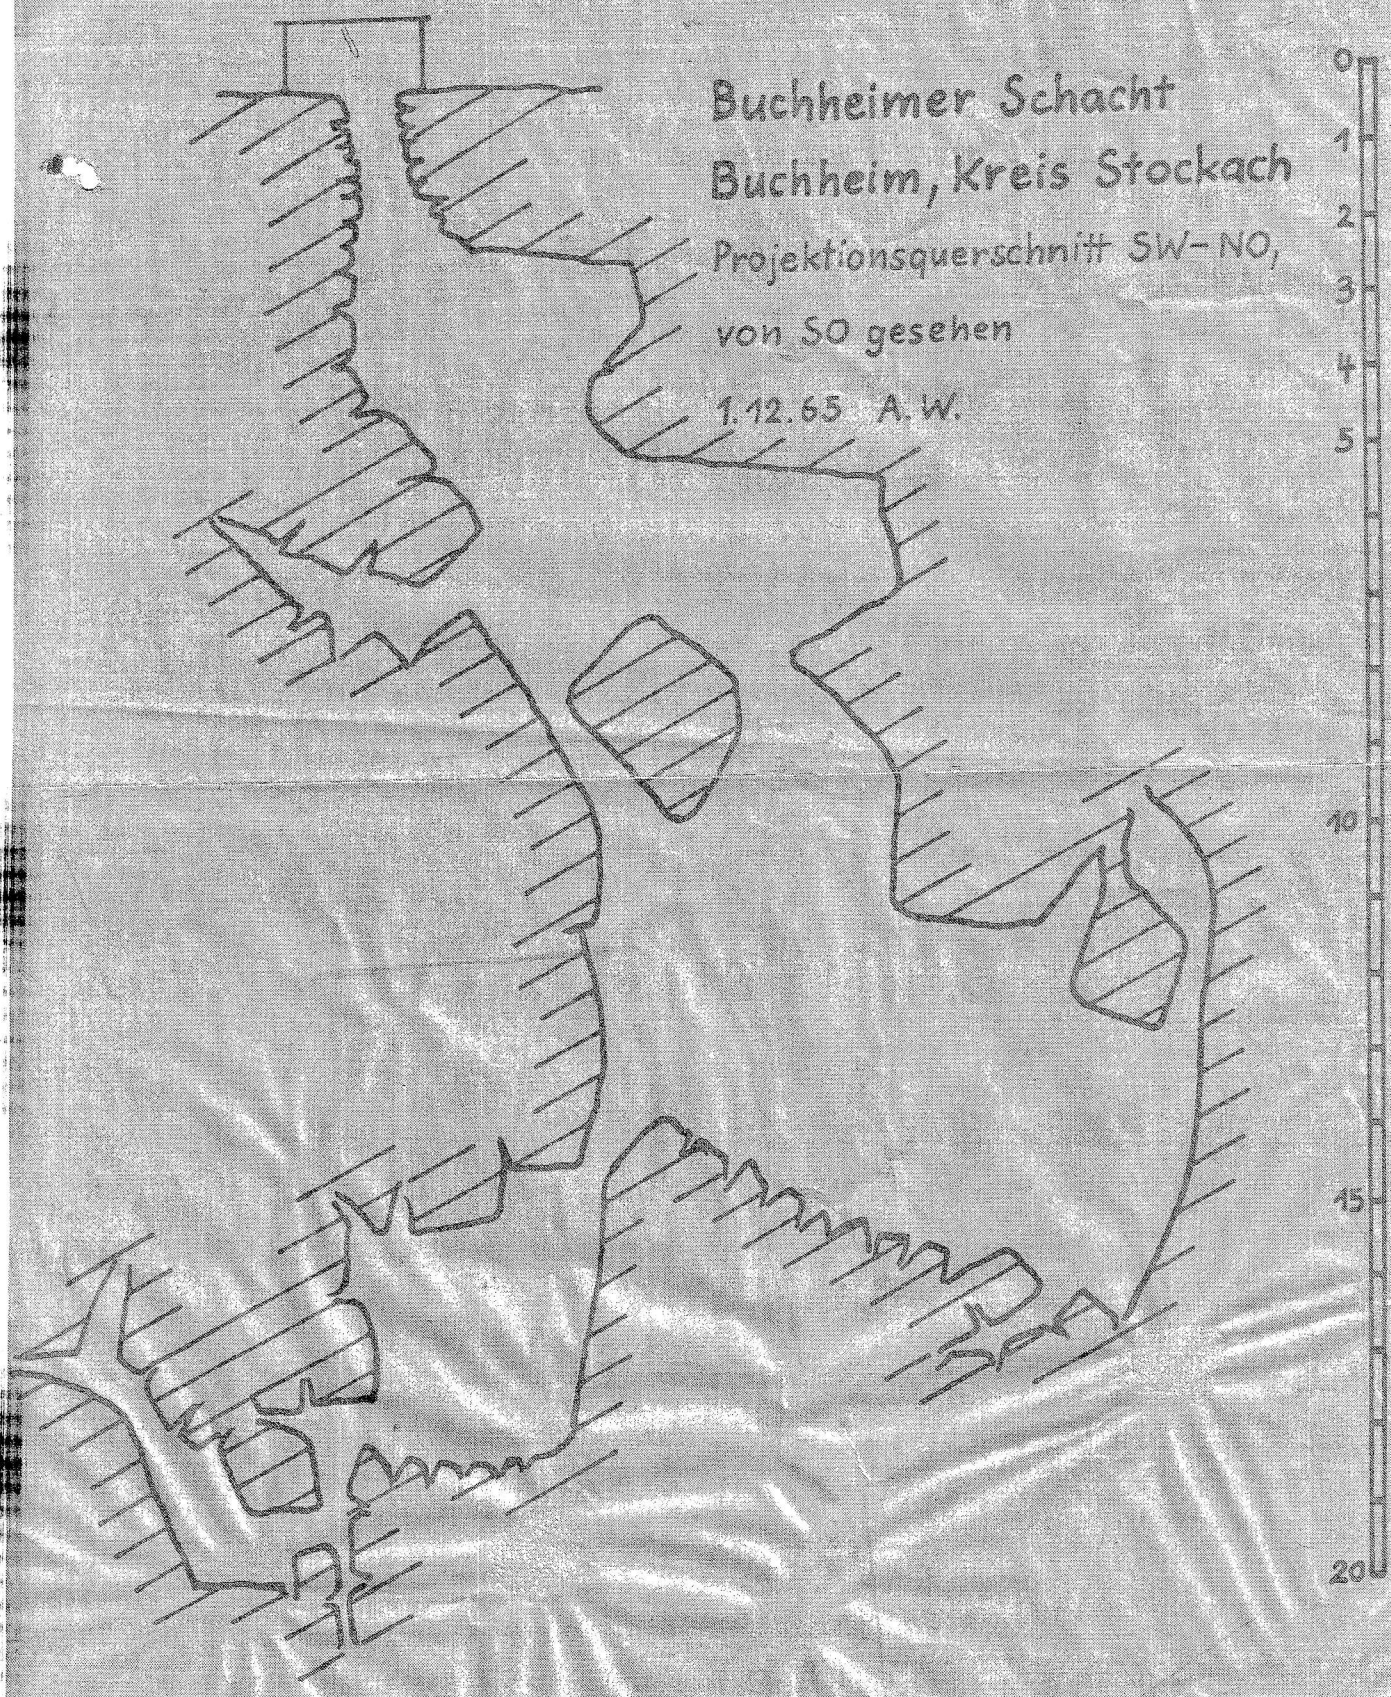 Buchheimer Schacht
Buchheim, Kreis Stockach
Projektionsquerschnitt SW-NO,
von SO gesehen
1.12.65 A.W.
0
1
2
3
4
5
10
15
20